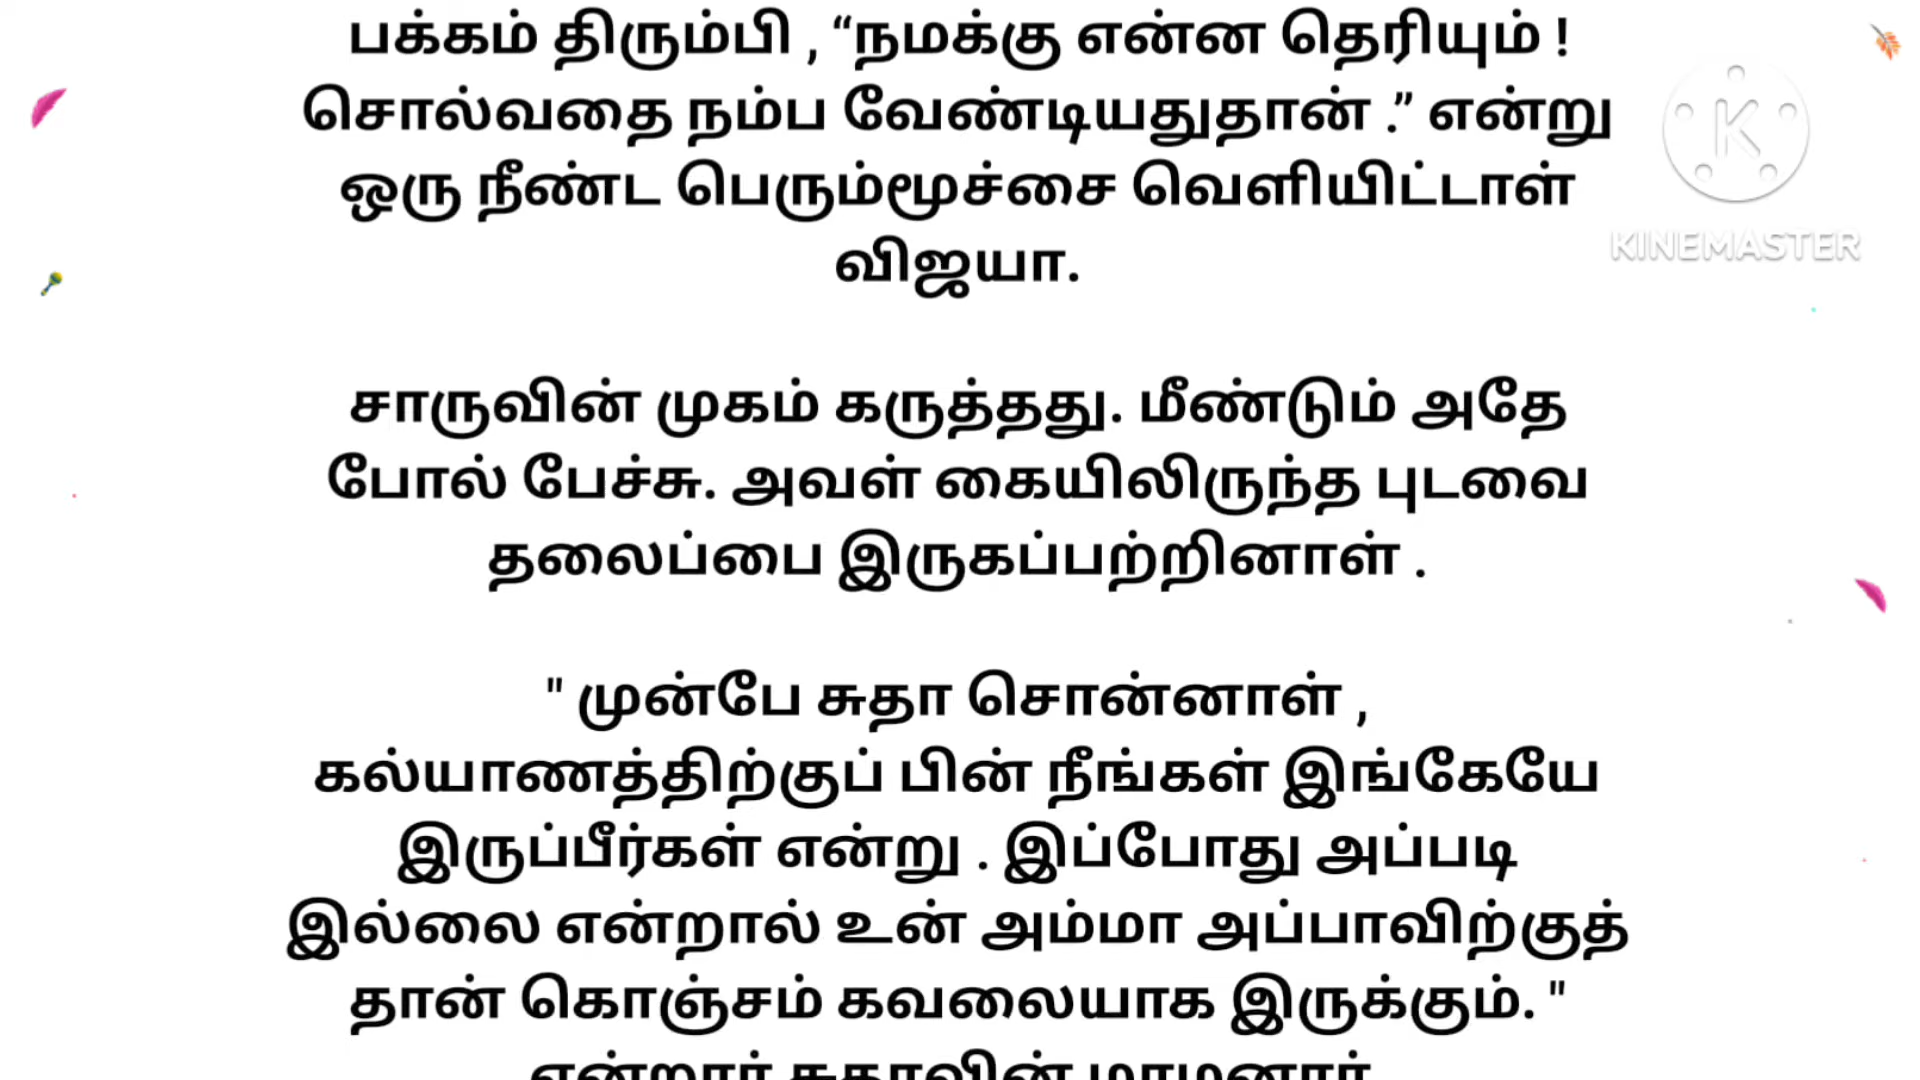 பக்கம் திரும்பி , “நமக்கு என்ன தெரியும் !
சொல்வதை நம்ப வேண்டியதுதான் .” என்று
ஒரு நீண்ட பெரும்மூச்சை வெளியிட்டாள்
விஜயா.
KINEMASTER
சாருவின் முகம் கருத்தது. மீண்டும் அதே
போல் பேச்சு. அவள் கையிலிருந்த புடவை
தலைப்பை இருகப்பற்றினாள் .
" முன்பே சுதா சொன்னாள் ,
கல்யாணத்திற்குப் பின் நீங்கள் இங்கேயே
இருப்பீர்கள் என்று . இப்போது அப்படி
இல்லை என்றால் உன் அம்மா அப்பாவிற்குத்
தான் கொஞ்சம் கவலையாக இருக்கும். "
என்றார் சுதாவின் மாமனார்